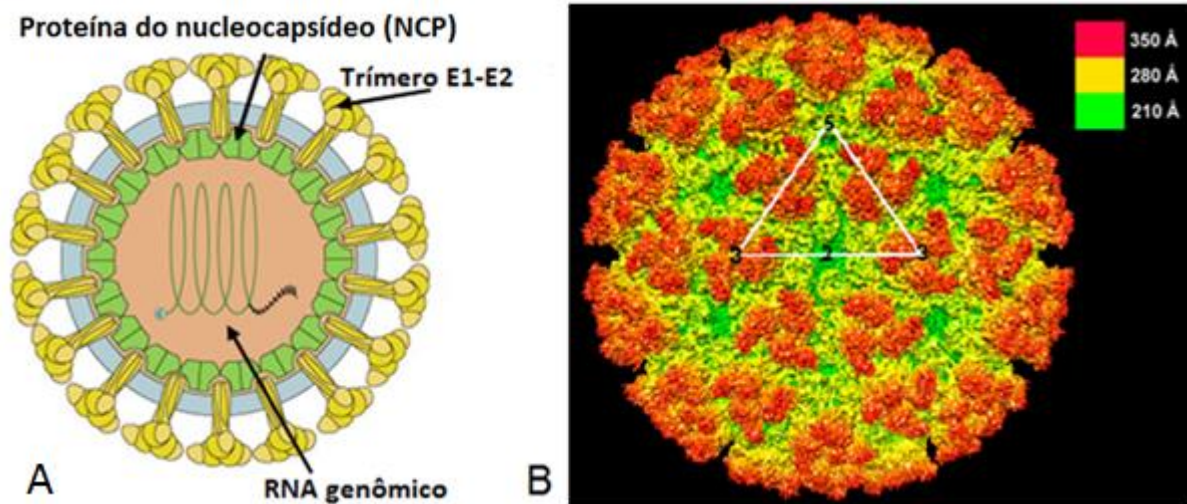 Proteína do nucleocapsídeo (NCP)
Trímero E1-E2
RNA genômico
A
B
350 Å
280 Å
210 Å
5
3
2
3